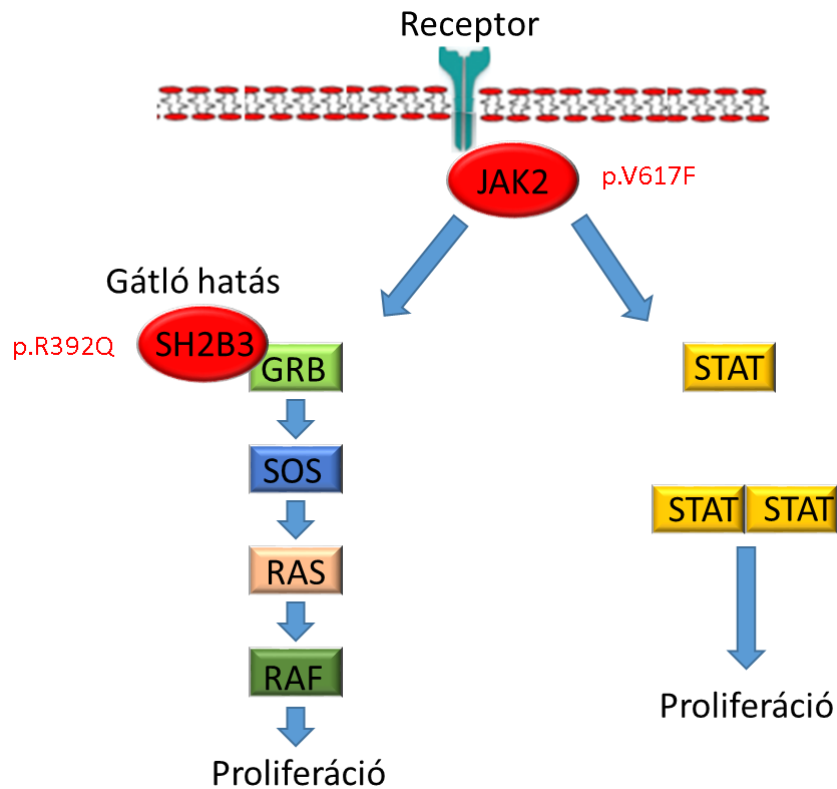 Receptor
JAK2
p.V617F
Gátló hatás
p.R392Q
SH2B3
GRB
STAT
SOS
STAT STAT
RAS
RAF
Proliferáció
Proliferáció